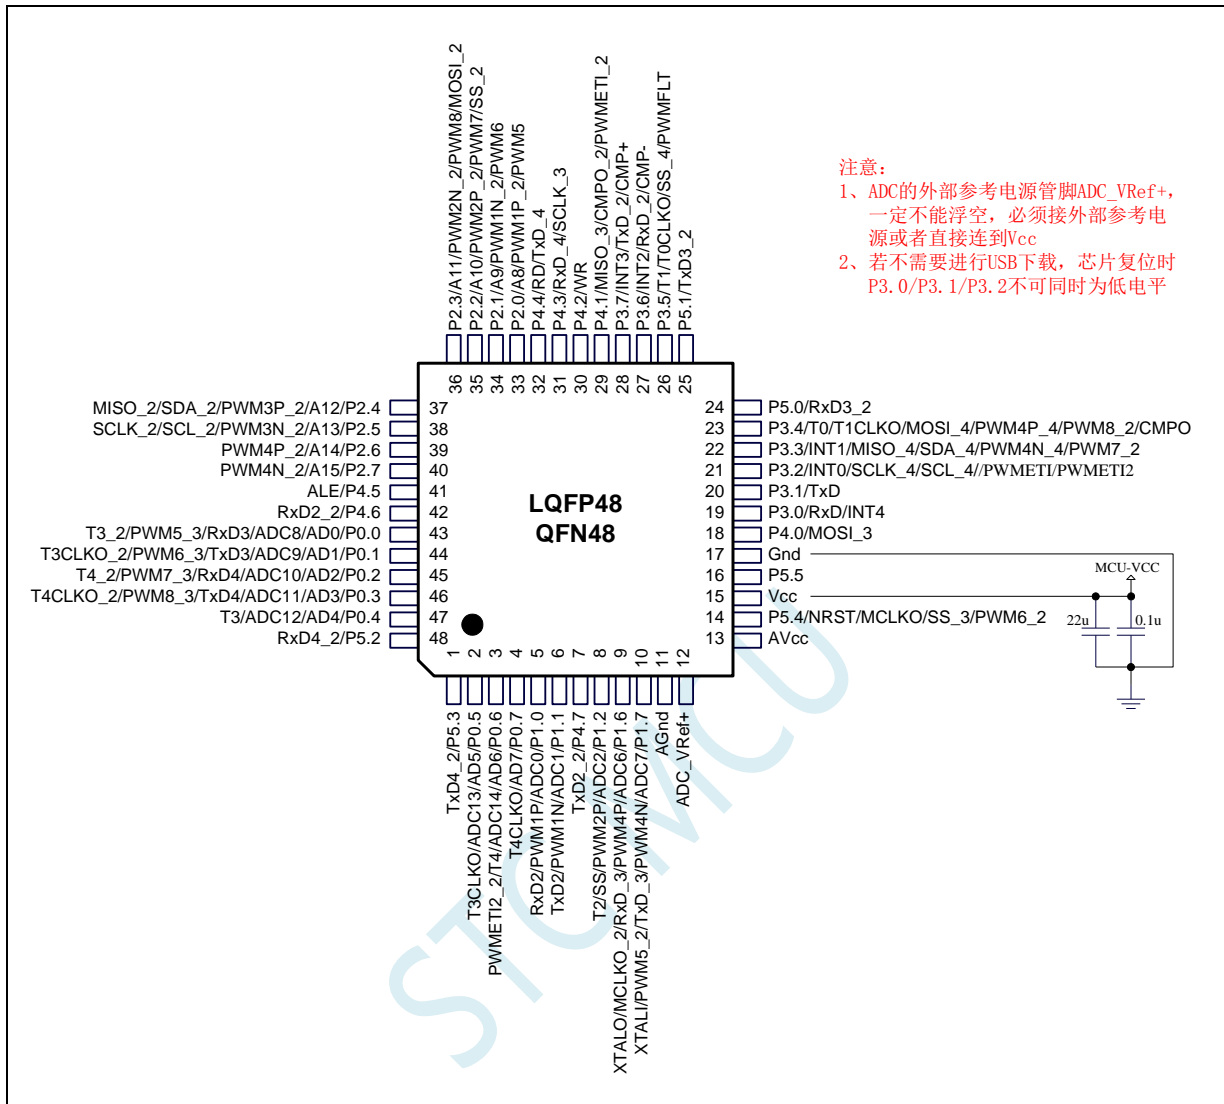 P2.3/A11/PWM2N_2/PWM8/MOSI_2
P2.2/A10/PWM2P_2/PWM7/SS_2
P2.1/A9/PWM1N_2/PWM6
P2.0/A8/PWM1P_2/PWM5
P4.4/RD/TxD_4
P4.3/RxD_4/SCLK_3
P4.2/WR
P4.1/MISO_3/CMPO_2/PWMETI_2
P3.7/INT3/TxD_2/CMP+
P3.6/INT2/RxD_2/CMP-
P3.5/T1/T0CLKO/SS_4/PWMFLT
P5.1/TxD3_2
注意:
1、ADC的外部参考电源管脚ADC_VRef+,
一定不能浮空，必须接外部参考电
源或者直接连到Vcc
2、若不需要进行USB下载，芯片复位时
P3.0/P3.1/P3.2不可同时为低电平
36 35 34 33 32 31 30 29 28 27 26 25
MISO_2/SDA_2/PWM3P_2/A12/P2.4 37
SCLK_2/SCL_2/PWM3N_2/A13/P2.5 38
PWM4P_2/A14/P2.6 39
PWM4N_2/A15/P2.7 40
ALE/P4.5 41
RxD2_2/P4.6 42
T3_2/PWM5_3/RxD3/ADC8/AD0/P0.0 43
T3CLKO_2/PWM6_3/TxD3/ADC9/AD1/P0.1 44
T4_2/PWM7_3/RxD4/ADC10/AD2/P0.2 45
T4CLKO_2/PWM8_3/TxD4/ADC11/AD3/P0.3 46
T3/ADC12/AD4/P0.4 47
RxD4_2/P5.2 48
LQFP48
QFN48
24 P5.0/RxD3_2
23 P3.4/T0/T1CLKO/MOSI_4/PWM4P_4/PWM8_2/CMPO
22 P3.3/INT1/MISO_4/SDA_4/PWM4N_4/PWM7_2
21 P3.2/INT0/SCLK_4/SCL_4//PWMETI/PWMETI2
20 P3.1/TxD
19 P3.0/RxD/INT4
18 P4.0/MOSI_3
17 Gnd
16 P5.5
15 Vcc
14 P5.4/NRST/MCLKO/SS_3/PWM6_2
13 AVcc
MCU-VCC
22u
0.1u
1 2 3 4 5 6 7 8 9 10 11 12
TxD4_2/P5.3
T3CLKO/ADC13/AD5/P0.5
PWMETI2_2/T4/ADC14/AD6/P0.6
T4CLKO/AD7/P0.7
RxD2/PWM1P/ADC0/P1.0
TxD2/PWM1N/ADC1/P1.1
TxD2_2/P4.7
T2/SS/PWM2P/ADC2/P1.2
XTALO/MCLKO_2/RxD_3/PWM4P/ADC6/P1.6
XTALI/PWM5_2/TxD_3/PWM4N/ADC7/P1.7
AGnd
ADC_VRef+
STCMCU